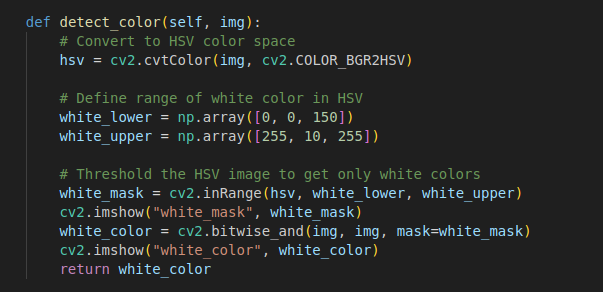 def detect_color(self, img):
    # Convert to HSV color space
    hsv = cv2.cvtColor(img, cv2.COLOR_BGR2HSV)

    # Define range of white color in HSV
    white_lower = np.array([0, 0, 150])
    white_upper = np.array([255, 10, 255])

    # Threshold the HSV image to get only white colors
    white_mask = cv2.inRange(hsv, white_lower, white_upper)
    cv2.imshow("white_mask", white_mask)
    white_color = cv2.bitwise_and(img, img, mask=white_mask)
    cv2.imshow("white_color", white_color)
    return white_color